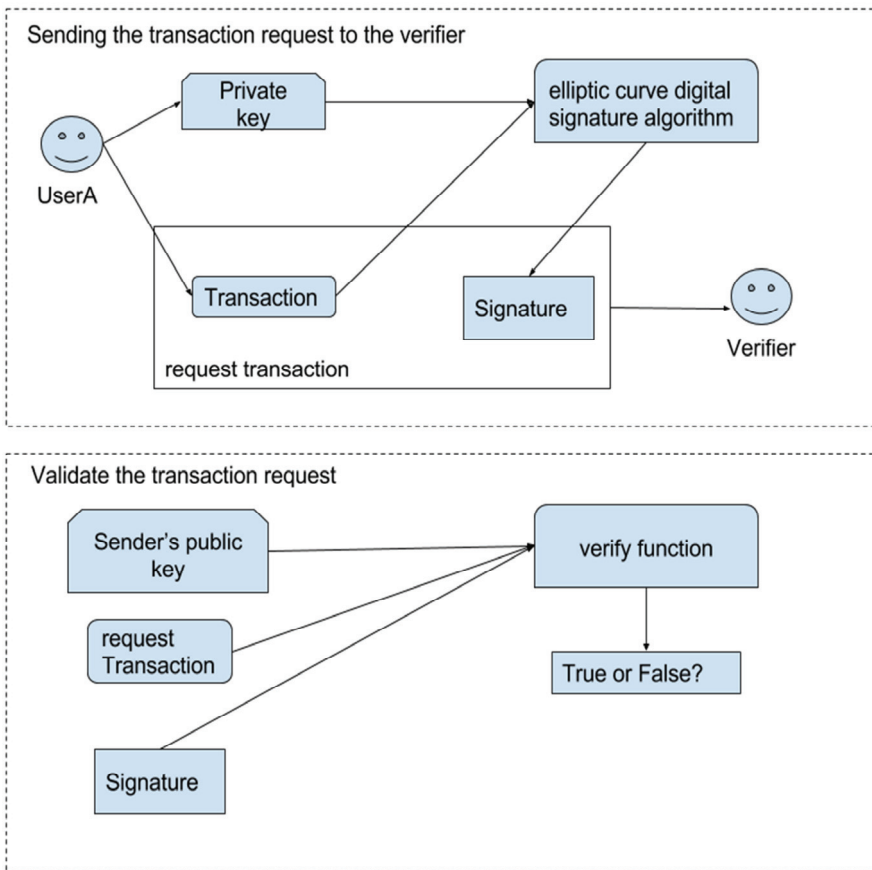 Sending the transaction request to the verifier
Private
key
elliptic curve digital
signature algorithm
UserA
Transaction
Signature
request transaction
Verifier
Validate the transaction request
Sender's public
key
verify function
request
Transaction
True or False?
Signature